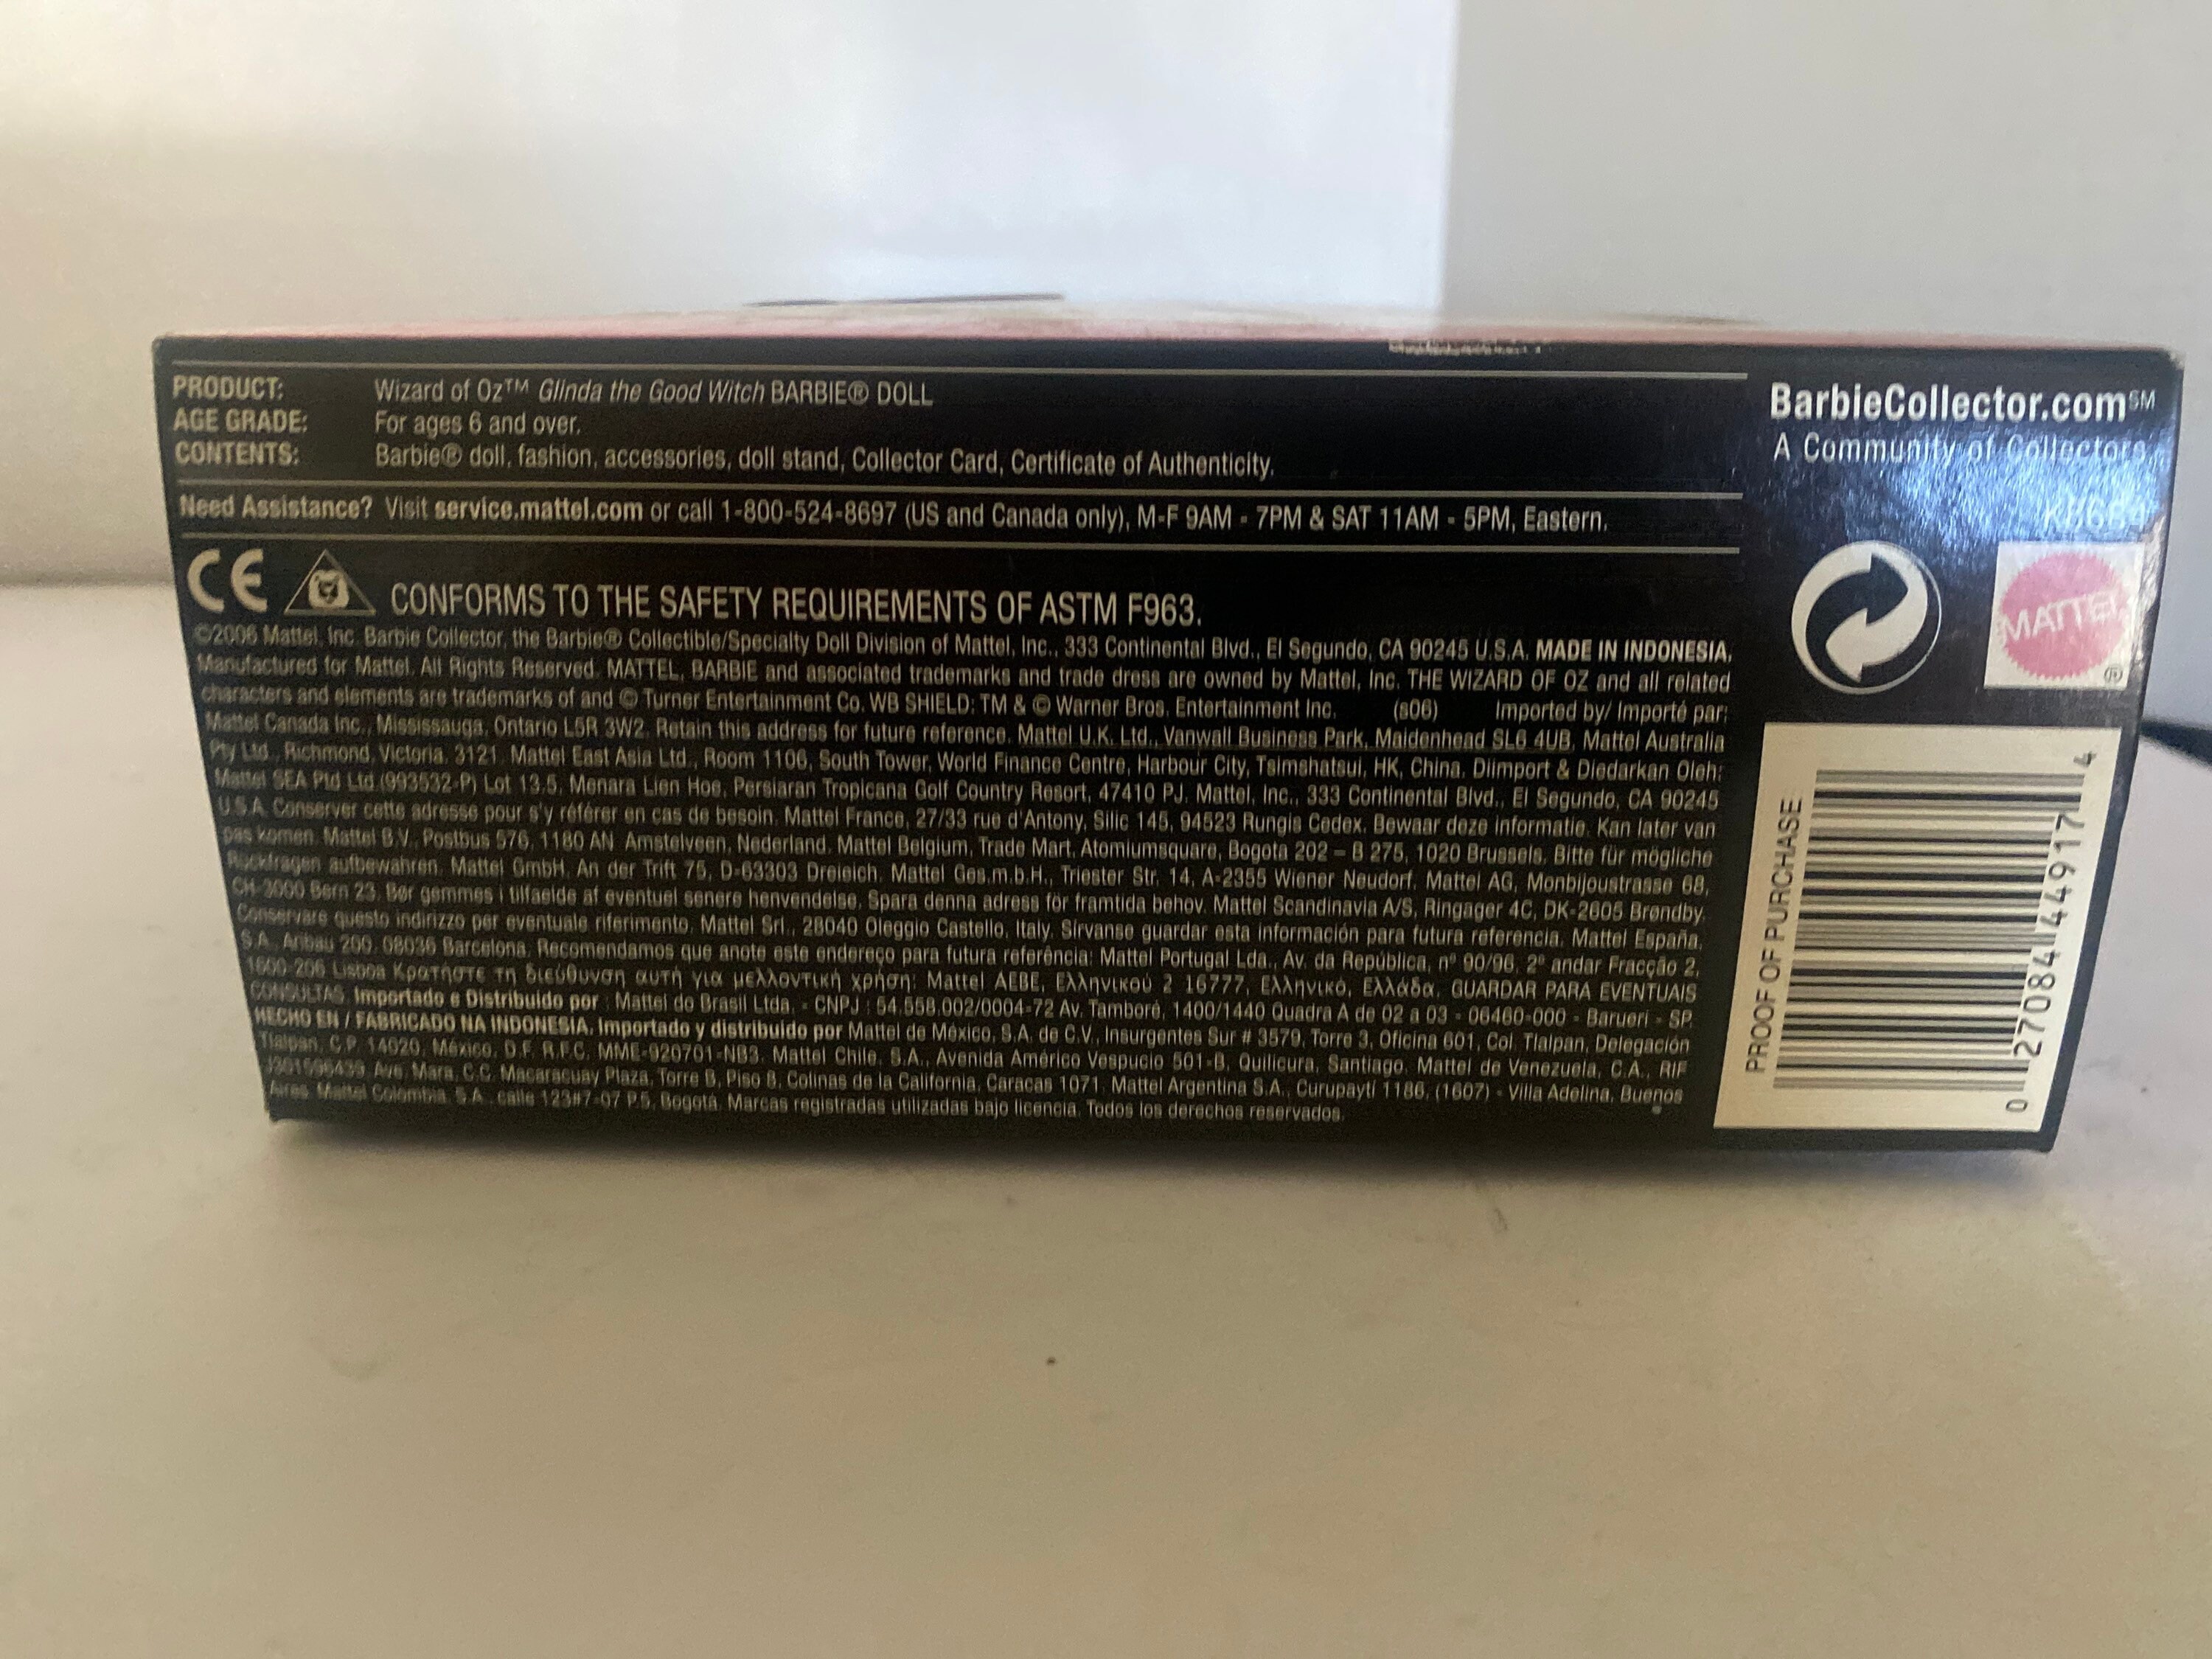 PRODUCT: Wizard of Oz™ Glinda the Good Witch BARBIE® DOLL
AGE GRADE: For ages 6 and over.
CONTENTS: Barbie® doll, fashion, accessories, doll stand, Collector Card, Certificate of Authenticity.
Need Assistance? Visit service.mattel.com or call 1-800-524-8697 (US and Canada only), M-F 9AM - 7PM & SAT 11AM - 5PM, Eastern.
CE CONFORMS TO THE SAFETY REQUIREMENTS OF ASTM F963.
©2006 Mattel, Inc. Barbie Collector, the Barbie® Collectible/Specialty Doll Division of Mattel, Inc., 333 Continental Blvd., El Segundo, CA 90245 U.S.A. MADE IN INDONESIA.
Manufactured for Mattel. All Rights Reserved. MATTEL, BARBIE and associated trademarks and trade dress are owned by Mattel, Inc. THE WIZARD OF OZ and all related
characters and elements are trademarks of and © Turner Entertainment Co. WB SHIELD: TM & © Warner Bros. Entertainment Inc. (s06) Imported by/ Importé par:
Mattel Canada Inc., Mississauga, Ontario L5R 3W2. Retain this address for future reference. Mattel U.K. Ltd., Vanwall Business Park, Maidenhead SL6 4UB. Mattel Australia
Pty Ltd., Richmond, Victoria. 3121. Mattel East Asia Ltd., Room 1106, South Tower, World Finance Centre, Harbour City, Tsimshatsui, HK, China. Diimport & Diedarkan Oleh:
Mattel SEA Ptd Ltd.(993532-P) Lot 13.5, Menara Lien Hoe, Persiaran Tropicana Golf Country Resort, 47410 PJ. Mattel, Inc., 333 Continental Blvd., El Segundo, CA 90245
U.S.A. Conserver cette adresse pour s'y référer en cas de besoin. Mattel France, 27/33 rue d'Antony, Silic 145, 94523 Rungis Cedex. Bewaar deze informatie. Kan later van
pas komen. Mattel B.V., Postbus 576, 1180 AN Amstelveen, Nederland. Mattel Belgium, Trade Mart, Atomiumsquare, Bogota 202 – B 275, 1020 Brussels. Bitte für mögliche
Rückfragen aufbewahren. Mattel GmbH, An der Trift 75, D-63303 Dreieich. Mattel Ges.m.b.H., Triester Str. 14, A-2355 Wiener Neudorf. Mattel AG, Monbijoustrasse 68,
CH-3000 Bern 23. Bør gemmes i tilfaelde af eventuel senere henvendelse. Spara denna adress för framtida behov. Mattel Scandinavia A/S, Ringager 4C, DK-2605 Brøndby.
Conservare questo indirizzo per eventuale riferimento. Mattel Srl., 28040 Oleggio Castello, Italy. Sírvanse guardar esta información para futura referencia. Mattel España,
S.A., Aribau 200. 08036 Barcelona. Recomendamos que anote este endereço para futura referência: Mattel Portugal Lda., Av. da República, nº 90/96, 2º andar Fracção 2,
1600-206 Lisboa Κρατήστε τη διεύθυνση αυτή για μελλοντική χρήση: Mattel AEBE, Ελληνικού 2 16777, Ελληνικό, Ελλάδα. GUARDAR PARA EVENTUAIS
CONSULTAS. Importado e Distribuído por : Mattel do Brasil Ltda. - CNPJ : 54.558.002/0004-72 Av. Tamboré, 1400/1440 Quadra A de 02 a 03 - 06460-000 - Barueri - SP.
HECHO EN / FABRICADO NA INDONESIA. Importado y distribuido por Mattel de México, S.A. de C.V., Insurgentes Sur # 3579, Torre 3, Oficina 601, Col. Tlalpan, Delegación
Tlalpan, C.P. 14020, México, D.F. R.F.C. MME-920701-NB3. Mattel Chile, S.A., Avenida Américo Vespucio 501-B, Quilicura, Santiago. Mattel de Venezuela, C.A., RIF
J301596439, Ave. Mara, C.C. Macaracuay Plaza, Torre B, Piso 8, Colinas de la California, Caracas 1071. Mattel Argentina S.A., Curupaytí 1186, (1607) - Villa Adelina, Buenos
Aires. Mattel Colombia, S.A., calle 123#7-07 P.5, Bogotá. Marcas registradas utilizadas bajo licencia. Todos los derechos reservados.
BarbieCollector.com℠
A Community of Collectors
MATTEL ®
PROOF OF PURCHASE
0 27084 44917 4